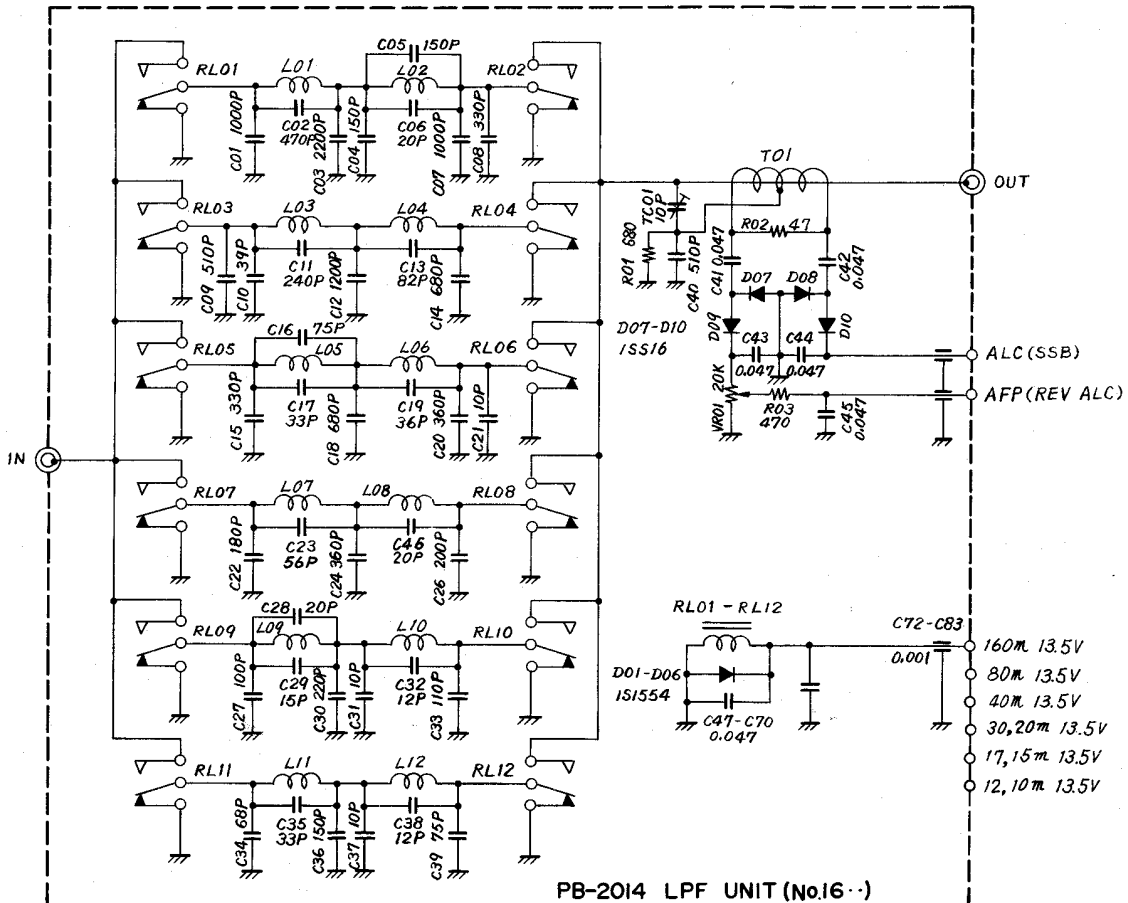 C05 150P
RL01 L01 L02 RL02
C01 1000P
C02 470P
C03 2200P
C04 150P
C06 20P
C07 1000P
C08 330P
RL03 L03 L04 RL04
C09 510P
C10 39P
C11 240P
C12 1200P
C13 82P
C14 680P
C16 75P
RL05 L05 L06 RL06
C15 330P
C17 33P
C18 680P
C19 36P
C20 360P
C21 10P
IN
RL07 L07 L08 RL08
C22 180P
C23 56P
C24 360P
C46 20P
C26 200P
C28 20P
RL09 L09 L10 RL10
C27 100P
C29 15P
C30 220P
C31 10P
C32 12P
C33 110P
RL11 L11 L12 RL12
C34 68P
C35 33P
C36 150P
C37 10P
C38 12P
C39 75P
T01
OUT
TC01 10P
R01 680
C40 510P
R02 47
C41 0.047
C42 0.047
D07 D08
D09 D10
D07-D10
1SS16
C43 0.047
C44 0.047
ALC (SSB)
VR01 20K
R03 470
C45 0.047
AFP (REV ALC)
RL01-RL12
D01-D06
1S1554
C47-C70
0.047
C72-C83
0.001
160m 13.5V
80m 13.5V
40m 13.5V
30,20m 13.5V
17,15m 13.5V
12,10m 13.5V
PB-2014 LPF UNIT (No.16··)